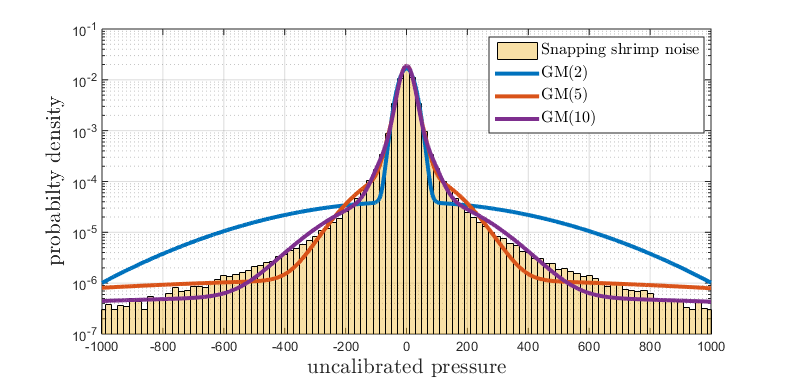 10^-1
10^-2
10^-3
10^-4
10^-5
10^-6
10^-7
probabilty density
Snapping shrimp noise
GM(2)
GM(5)
GM(10)
-1000 -800 -600 -400 -200 0 200 400 600 800 1000
uncalibrated pressure